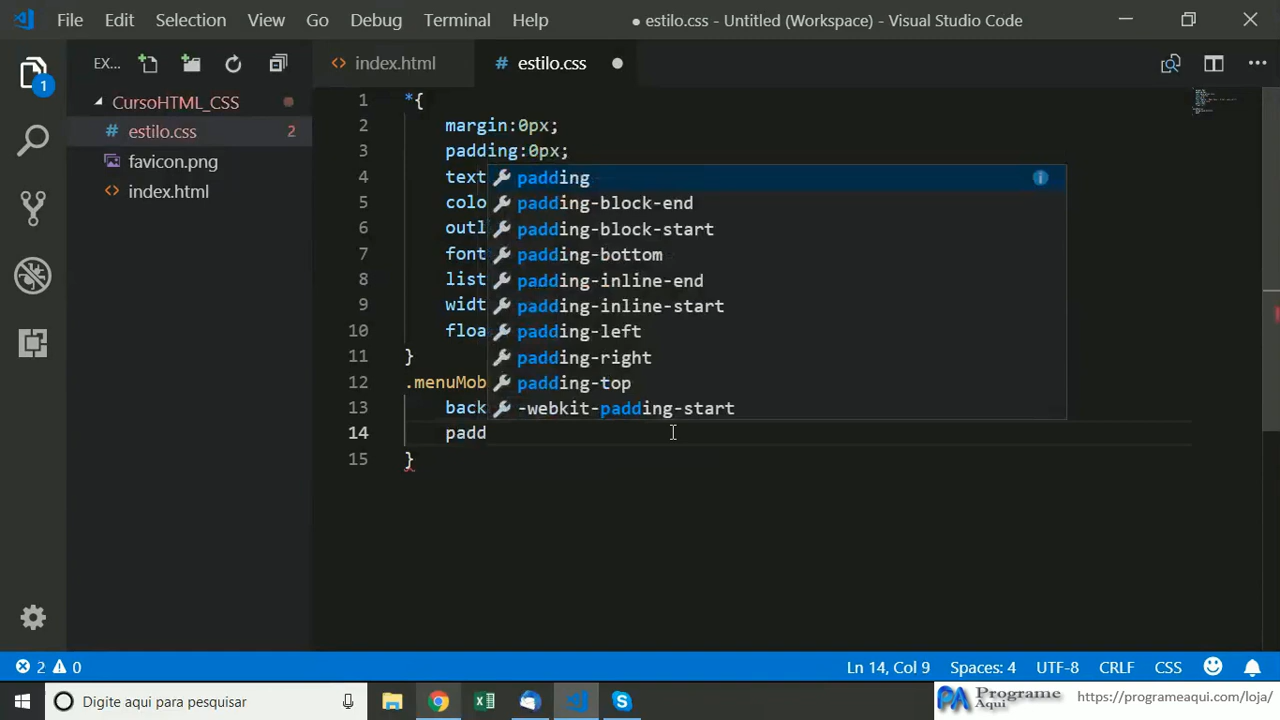 File Edit Selection View Go Debug Terminal Help ● estilo.css - Untitled (Workspace) - Visual Studio Code
EX...
index.html
# estilo.css
CursoHTML_CSS
# estilo.css 2
favicon.png
index.html
1
1 *{
2 margin:0px;
3 padding:0px;
4 text
5 colo
6 outl
7 font
8 list
9 widt
10 floa
11 }
12 .menuMob
13 back
14 padd
15 }
padding
padding-block-end
padding-block-start
padding-bottom
padding-inline-end
padding-inline-start
padding-left
padding-right
padding-top
-webkit-padding-start
2 0 Ln 14, Col 9 Spaces: 4 UTF-8 CRLF CSS
Digite aqui para pesquisar
PA Programe Aqui https://programeaqui.com/loja/